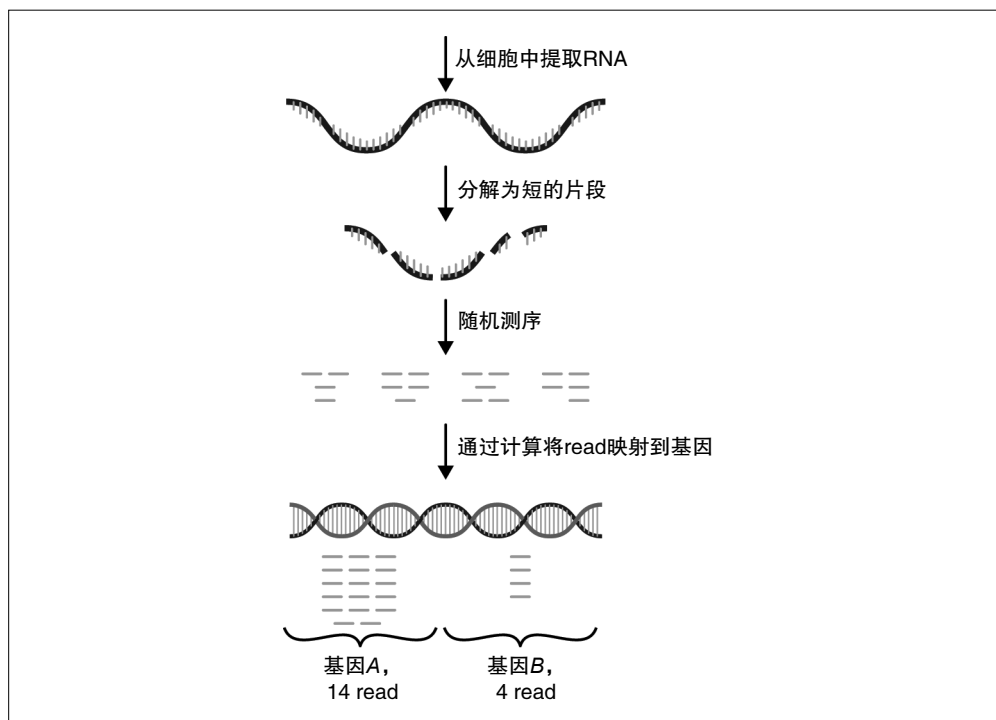 从细胞中提取RNA
分解为短的片段
随机测序
通过计算将read映射到基因
基因A，
14 read
基因B，
4 read